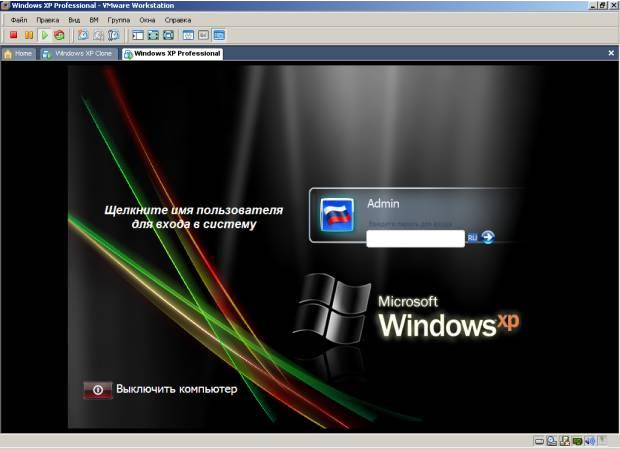 Windows XP Professional - VMware Workstation
Файл Правка Вид ВМ Группа Окна Справка
Home Windows XP Clone Windows XP Professional
Admin
Введите пароль для входа
RU
Щелкните имя пользователя
для входа в систему
Microsoft
Windows xp
Выключить компьютер